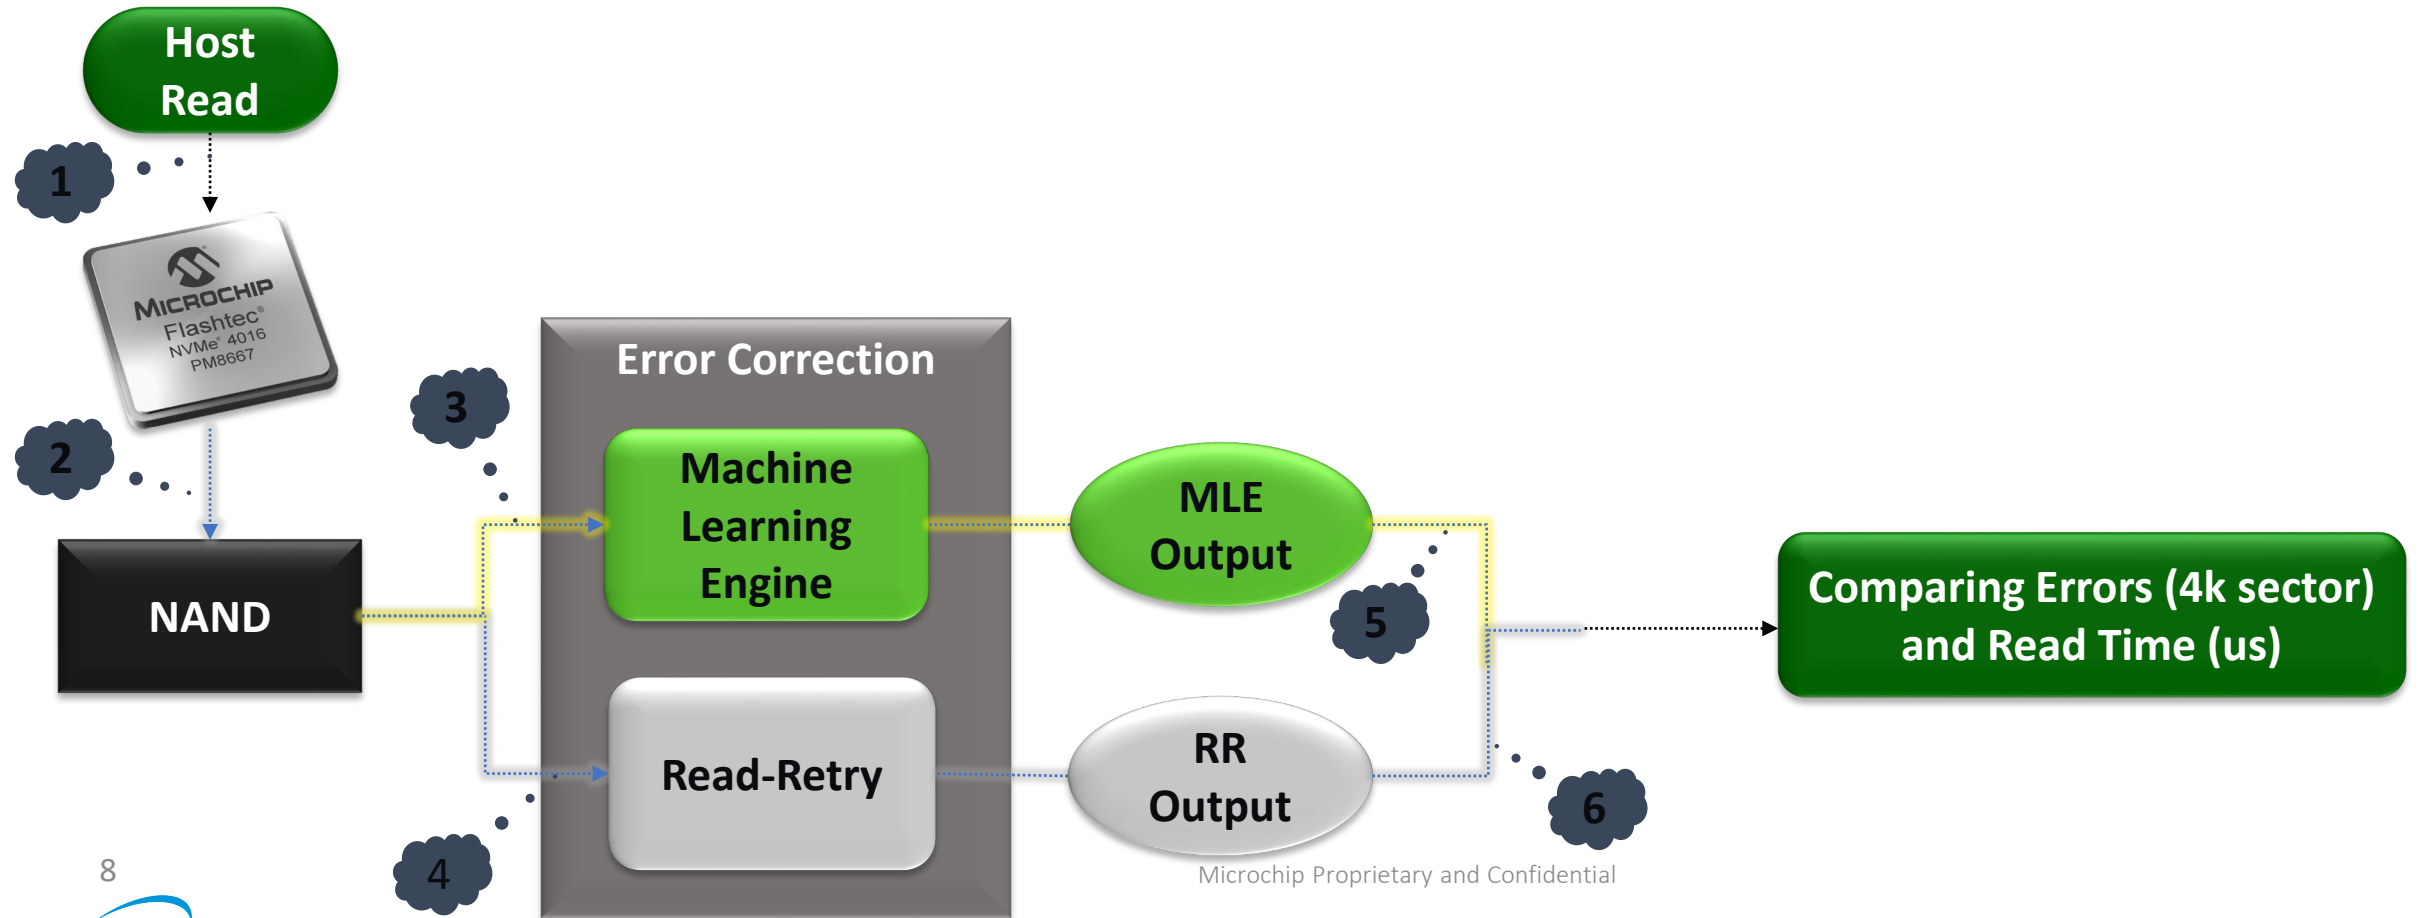 Host
Read
1
MICROCHIP
Flashtec®
NVMe® 4016
PM8667
2
NAND
3
Error Correction
Machine
Learning
Engine
Read-Retry
4
MLE
Output
RR
Output
5
6
Comparing Errors (4k sector)
and Read Time (us)
8
Microchip Proprietary and Confidential